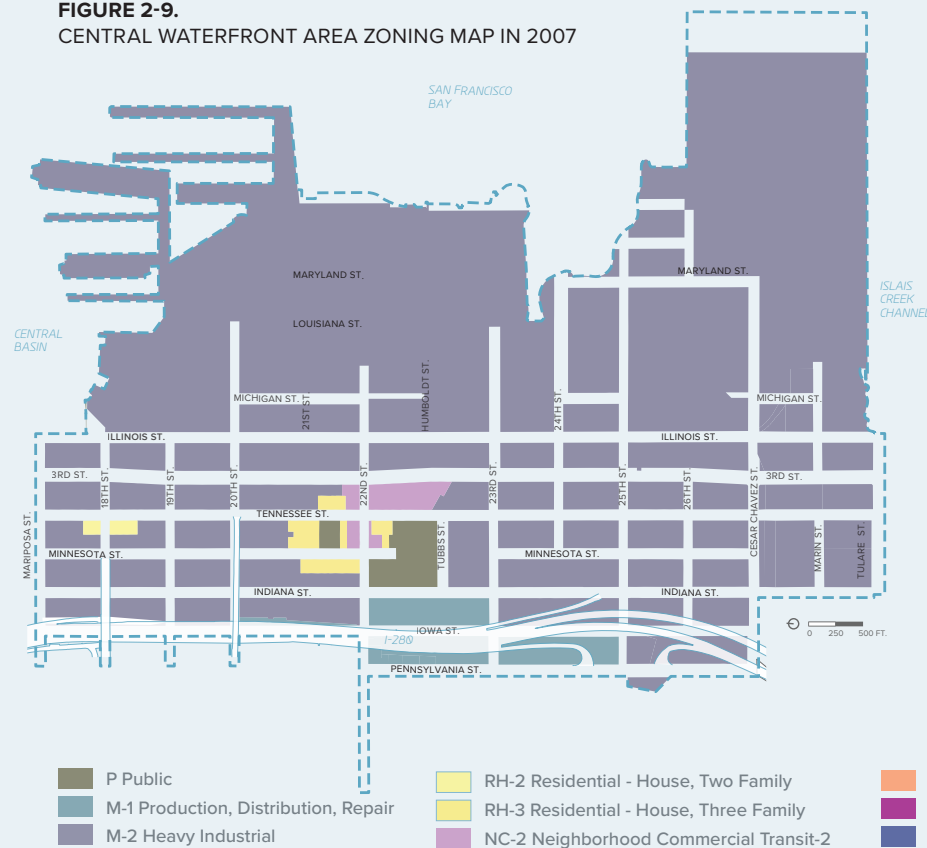 FIGURE 2-9.
CENTRAL WATERFRONT AREA ZONING MAP IN 2007
SAN FRANCISCO
BAY
MARYLAND ST.
MARYLAND ST.
ISLAIS
CREEK
CHANNEL
LOUISIANA ST.
CENTRAL
BASIN
MICHIGAN ST.
21ST ST.
HUMBOLDT ST.
24TH ST.
MICHIGAN ST.
ILLINOIS ST.
ILLINOIS ST.
3RD ST.
18TH ST.
19TH ST.
20TH ST.
22ND ST.
23RD ST.
25TH ST.
26TH ST.
CESAR CHAVEZ ST.
3RD ST.
TENNESSEE ST.
MARIPOSA ST.
MINNESOTA ST.
TUBBS ST.
MINNESOTA ST.
MARIN ST.
TULARE ST.
INDIANA ST.
INDIANA ST.
IOWA ST.
I-280
PENNSYLVANIA ST.
0 250 500 FT.
P Public
M-1 Production, Distribution, Repair
M-2 Heavy Industrial
RH-2 Residential - House, Two Family
RH-3 Residential - House, Three Family
NC-2 Neighborhood Commercial Transit-2